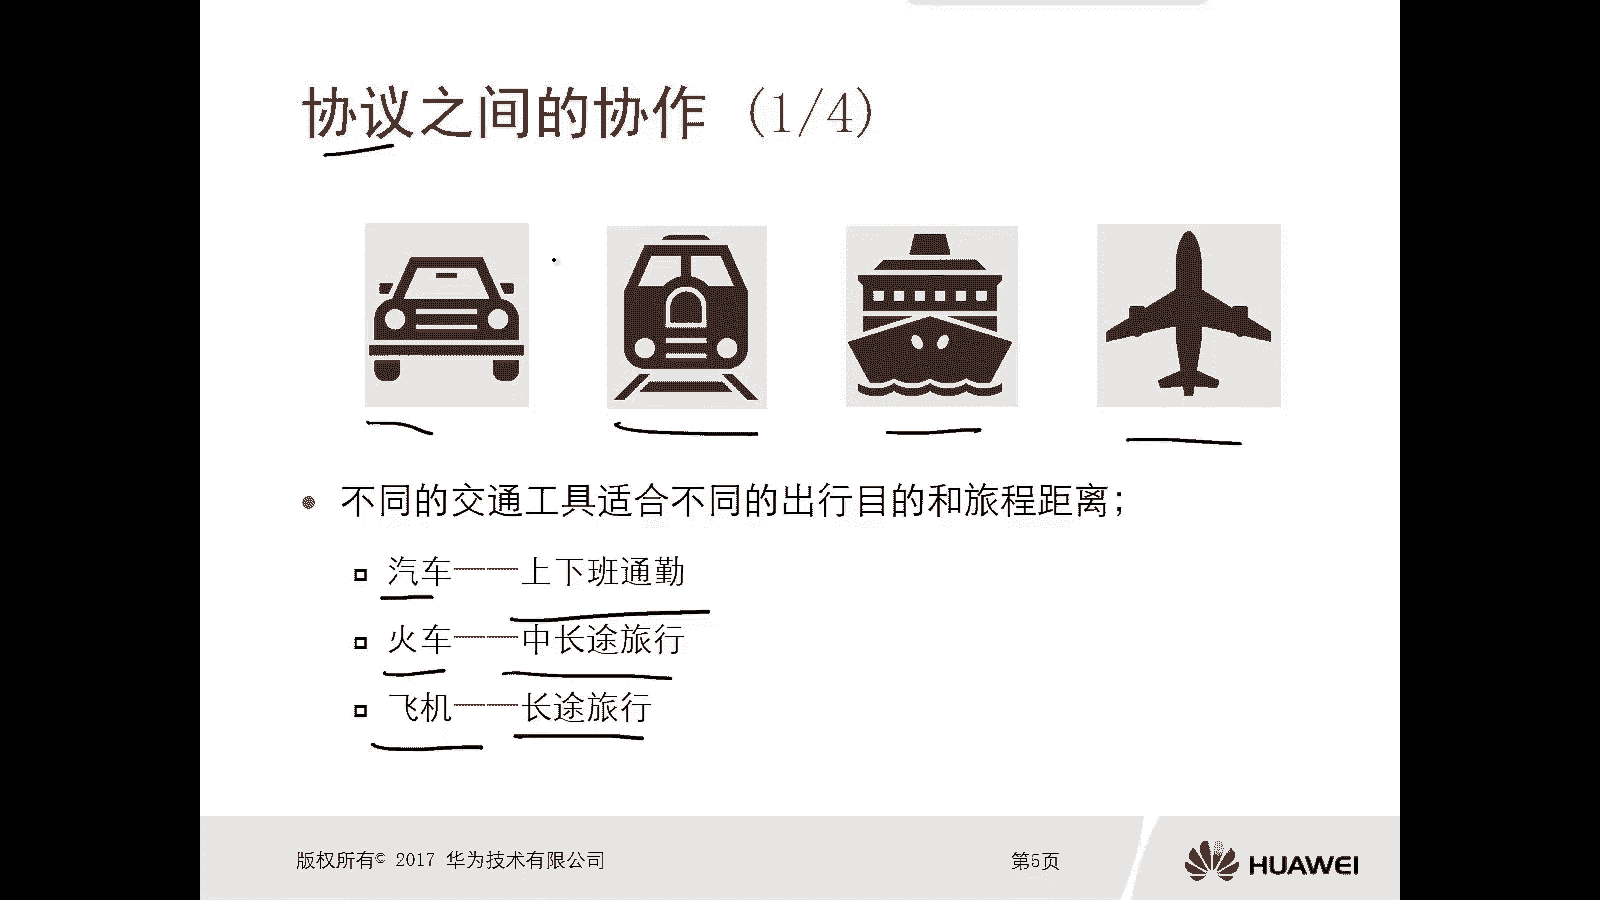 协议之间的协作 (1/4)
不同的交通工具适合不同的出行目的和旅程距离;
汽车——上下班通勤
火车——中长途旅行
飞机——长途旅行
版权所有© 2017 华为技术有限公司
第5页
HUAWEI